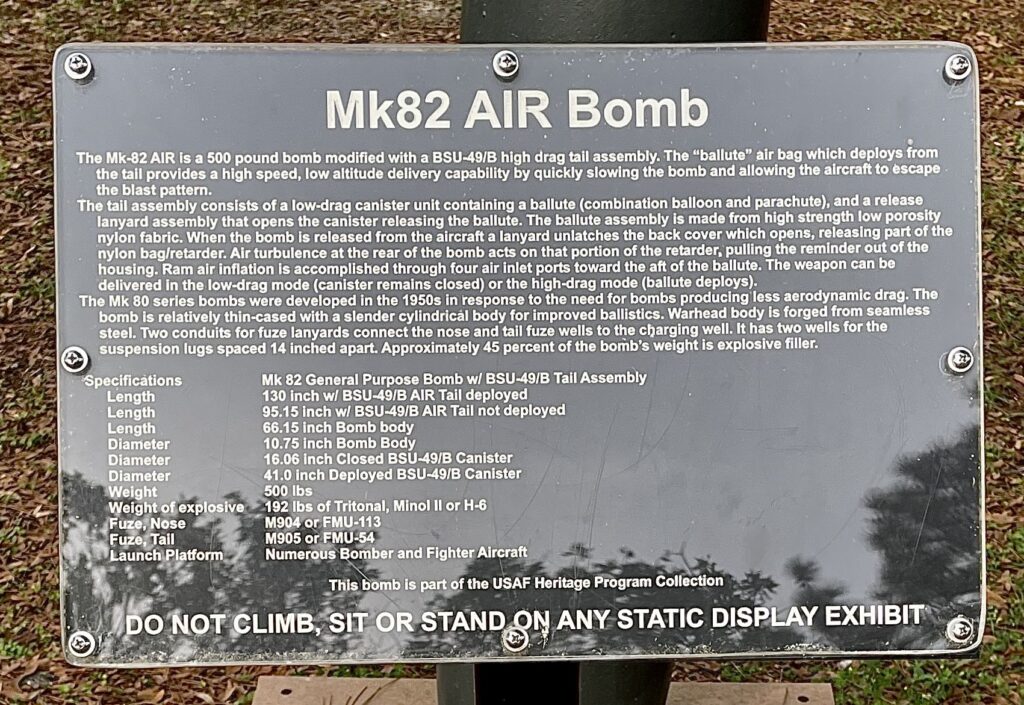 Mk82 AIR Bomb
The Mk-82 AIR is a 500 pound bomb modified with a BSU-49/B high drag tail assembly. The “ballute” air bag which deploys from
the tail provides a high speed, low altitude delivery capability by quickly slowing the bomb and allowing the aircraft to escape
the blast pattern.
The tail assembly consists of a low-drag canister unit containing a ballute (combination balloon and parachute), and a release
lanyard assembly that opens the canister releasing the ballute. The ballute assembly is made from high strength low porosity
nylon fabric. When the bomb is released from the aircraft a lanyard unlatches the back cover which opens, releasing part of the
nylon bag/retarder. Air turbulence at the rear of the bomb acts on that portion of the retarder, pulling the reminder out of the
housing. Ram air inflation is accomplished through four air inlet ports toward the aft of the ballute. The weapon can be
delivered in the low-drag mode (canister remains closed) or the high-drag mode (ballute deploys).
The Mk 80 series bombs were developed in the 1950s in response to the need for bombs producing less aerodynamic drag. The
bomb is relatively thin-cased with a slender cylindrical body for improved ballistics. Warhead body is forged from seamless
steel. Two conduits for fuze lanyards connect the nose and tail fuze wells to the charging well. It has two wells for the
suspension lugs spaced 14 inched apart. Approximately 45 percent of the bomb's weight is explosive filler.
Specifications Mk 82 General Purpose Bomb w/ BSU-49/B Tail Assembly
Length 130 inch w/ BSU-49/B AIR Tail deployed
Length 95.15 inch w/ BSU-49/B AIR Tail not deployed
Length 66.15 inch Bomb body
Diameter 10.75 inch Bomb Body
Diameter 16.06 inch Closed BSU-49/B Canister
Diameter 41.0 inch Deployed BSU-49/B Canister
Weight 500 lbs
Weight of explosive 192 lbs of Tritonal, Minol II or H-6
Fuze, Nose M904 or FMU-113
Fuze, Tail M905 or FMU-54
Launch Platform Numerous Bomber and Fighter Aircraft
This bomb is part of the USAF Heritage Program Collection
DO NOT CLIMB, SIT OR STAND ON ANY STATIC DISPLAY EXHIBIT